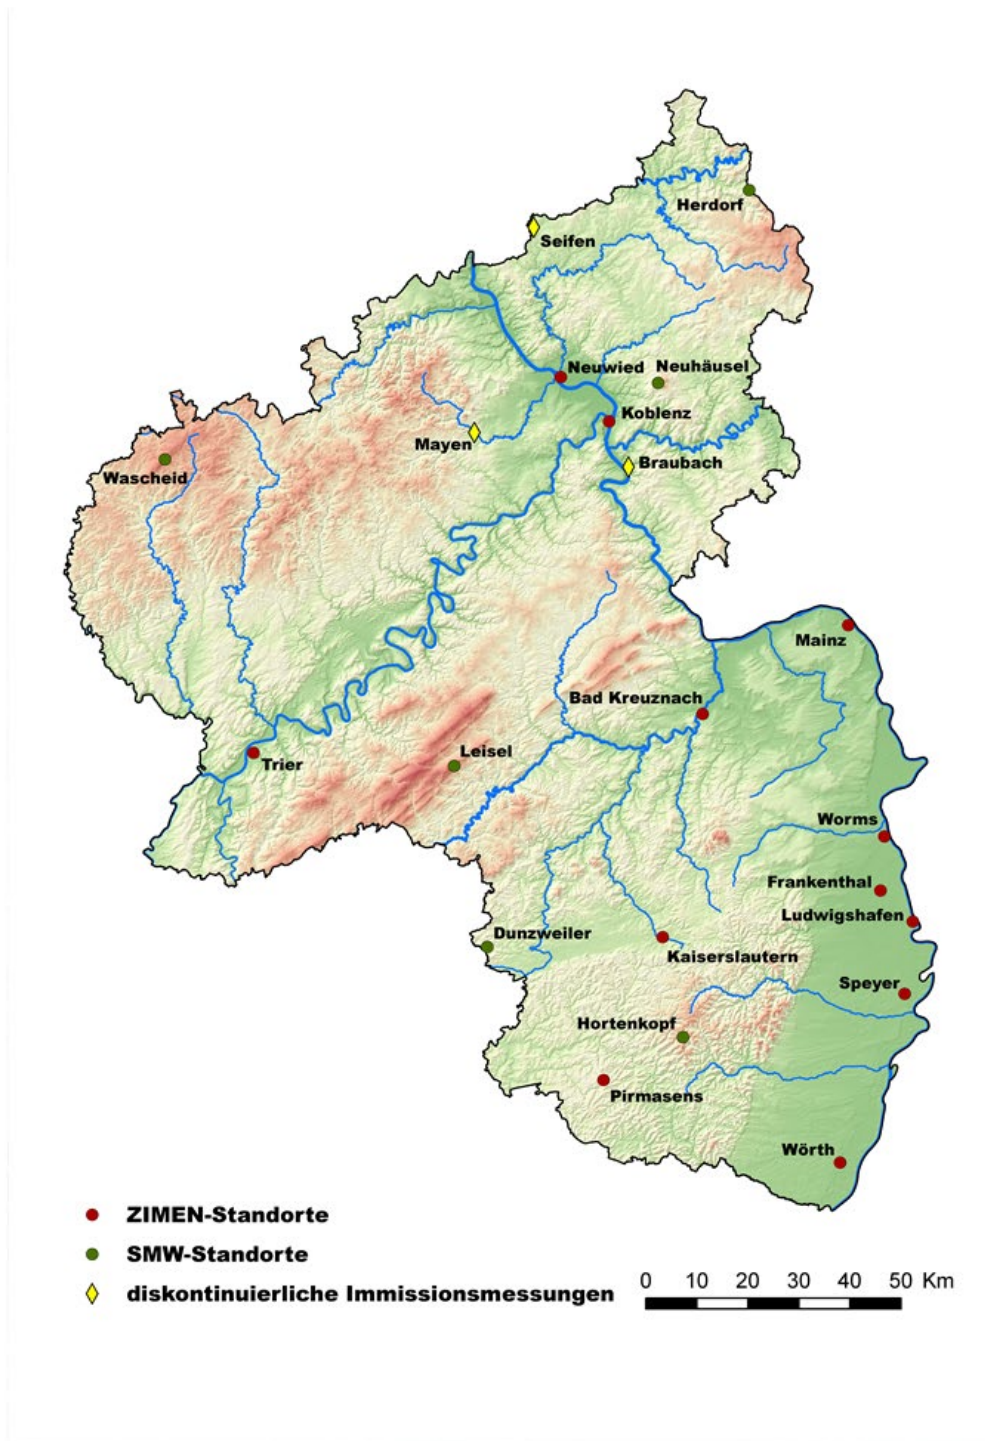 Herdorf
Seifen
Neuwied
Neuhäusel
Koblenz
Mayen
Braubach
Wascheid
Mainz
Bad Kreuznach
Leisel
Trier
Worms
Frankenthal
Ludwigshafen
Dunzweiler
Kaiserslautern
Speyer
Hortenkopf
Pirmasens
Wörth
ZIMEN-Standorte
SMW-Standorte
diskontinuierliche Immissionsmessungen
0 10 20 30 40 50 Km